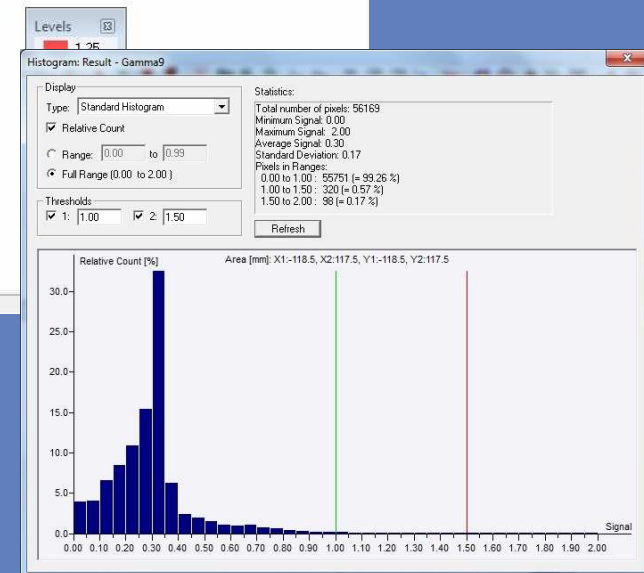 Levels
1.25
Histogram: Result - Gamma9
Display
Type: Standard Histogram
Relative Count
Range: 0.00 to 0.99
Full Range (0.00 to 2.00 )
Thresholds
1: 1.00 2: 1.50
Statistics:
Total number of pixels: 56169
Minimum Signal: 0.00
Maximum Signal: 2.00
Average Signal: 0.30
Standard Deviation: 0.17
Pixels in Ranges:
0.00 to 1.00 : 55751 (= 99.26 %)
1.00 to 1.50 : 320 (= 0.57 %)
1.50 to 2.00 : 98 (= 0.17 %)
Refresh
Relative Count [%]
Area [mm]: X1:-118.5, X2:117.5, Y1:-118.5, Y2:117.5
30.0
25.0
20.0
15.0
10.0
5.0
0.0
Signal
0.00 0.10 0.20 0.30 0.40 0.50 0.60 0.70 0.80 0.90 1.00 1.10 1.20 1.30 1.40 1.50 1.60 1.70 1.80 1.90 2.00